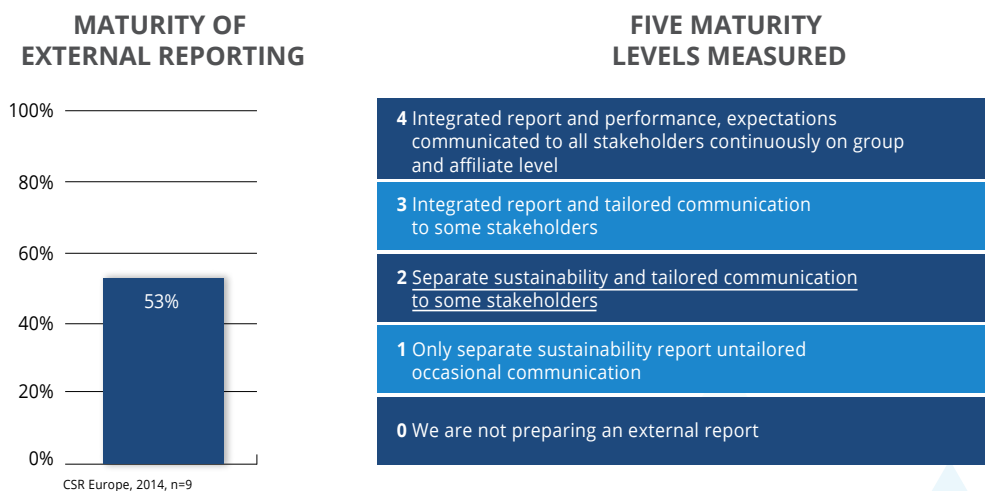 MATURITY OF
EXTERNAL REPORTING
100%
80%
60%
40%
20%
0%
53%
CSR Europe, 2014, n=9
FIVE MATURITY
LEVELS MEASURED
4 Integrated report and performance, expectations
communicated to all stakeholders continuously on group
and affiliate level
3 Integrated report and tailored communication
to some stakeholders
2 Separate sustainability and tailored communication
to some stakeholders
1 Only separate sustainability report untailored
occasional communication
0 We are not preparing an external report